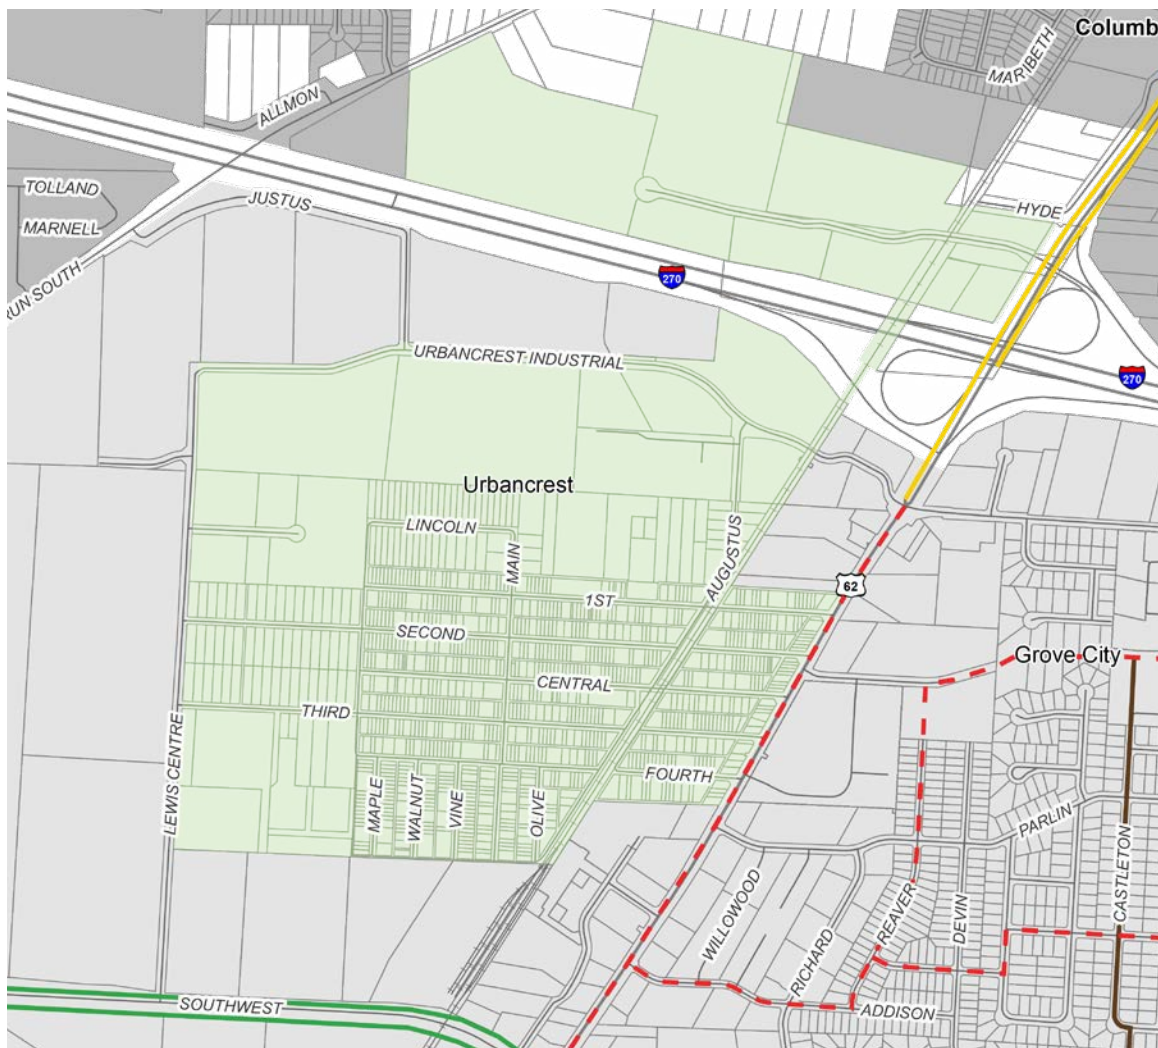 Columb
MARIBETH
ALLMON
TOLLAND
JUSTUS
HYDE
MARNELL
RUN SOUTH
270
270
URBANCREST INDUSTRIAL
Urbancrest
LINCOLN
MAIN
AUGUSTUS
62
1ST
SECOND
Grove City
CENTRAL
THIRD
LEWIS CENTRE
FOURTH
MAPLE
WALNUT
VINE
OLIVE
PARLIN
CASTLETON
WILLOWOOD
REAVER
DEVIN
RICHARD
SOUTHWEST
ADDISON